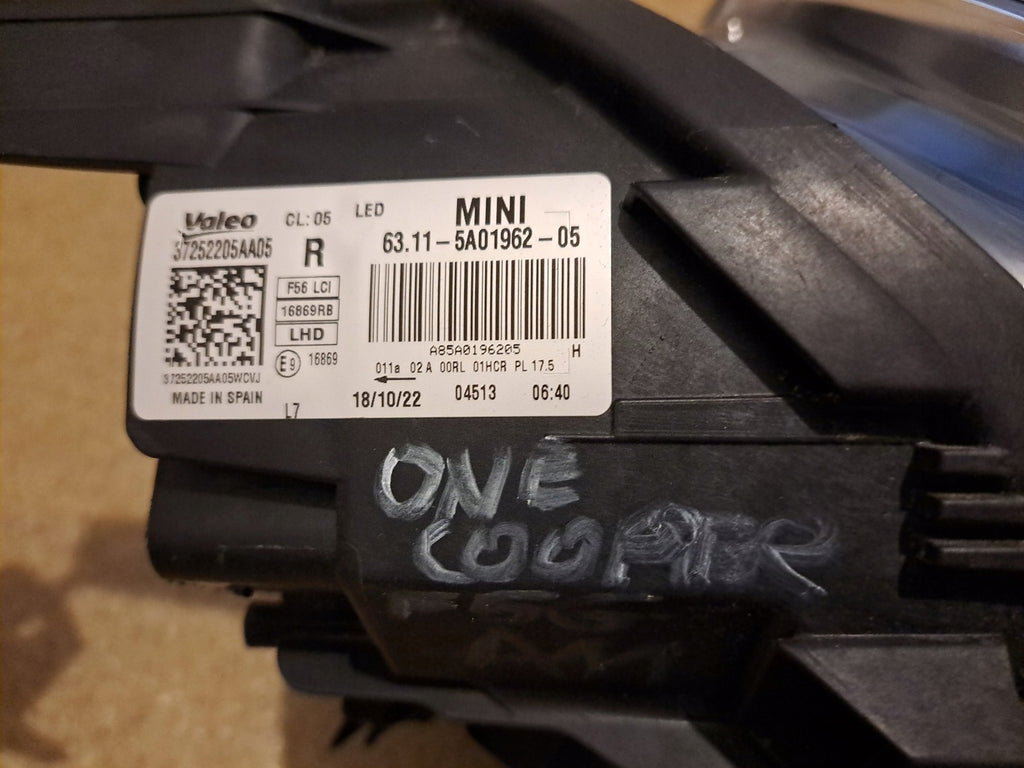 Valeo CL: 05 LED MINI
37252205AA05 R 63.11-5A01962-05
F56 LCI
16869RB
LHD
E9 16869
A85A0196205 H
011a 02A 00RL 01HCR PL 17.5
37252205AA05WCVJ
MADE IN SPAIN L7 18/10/22 04513 06:40
ONE
COOPER